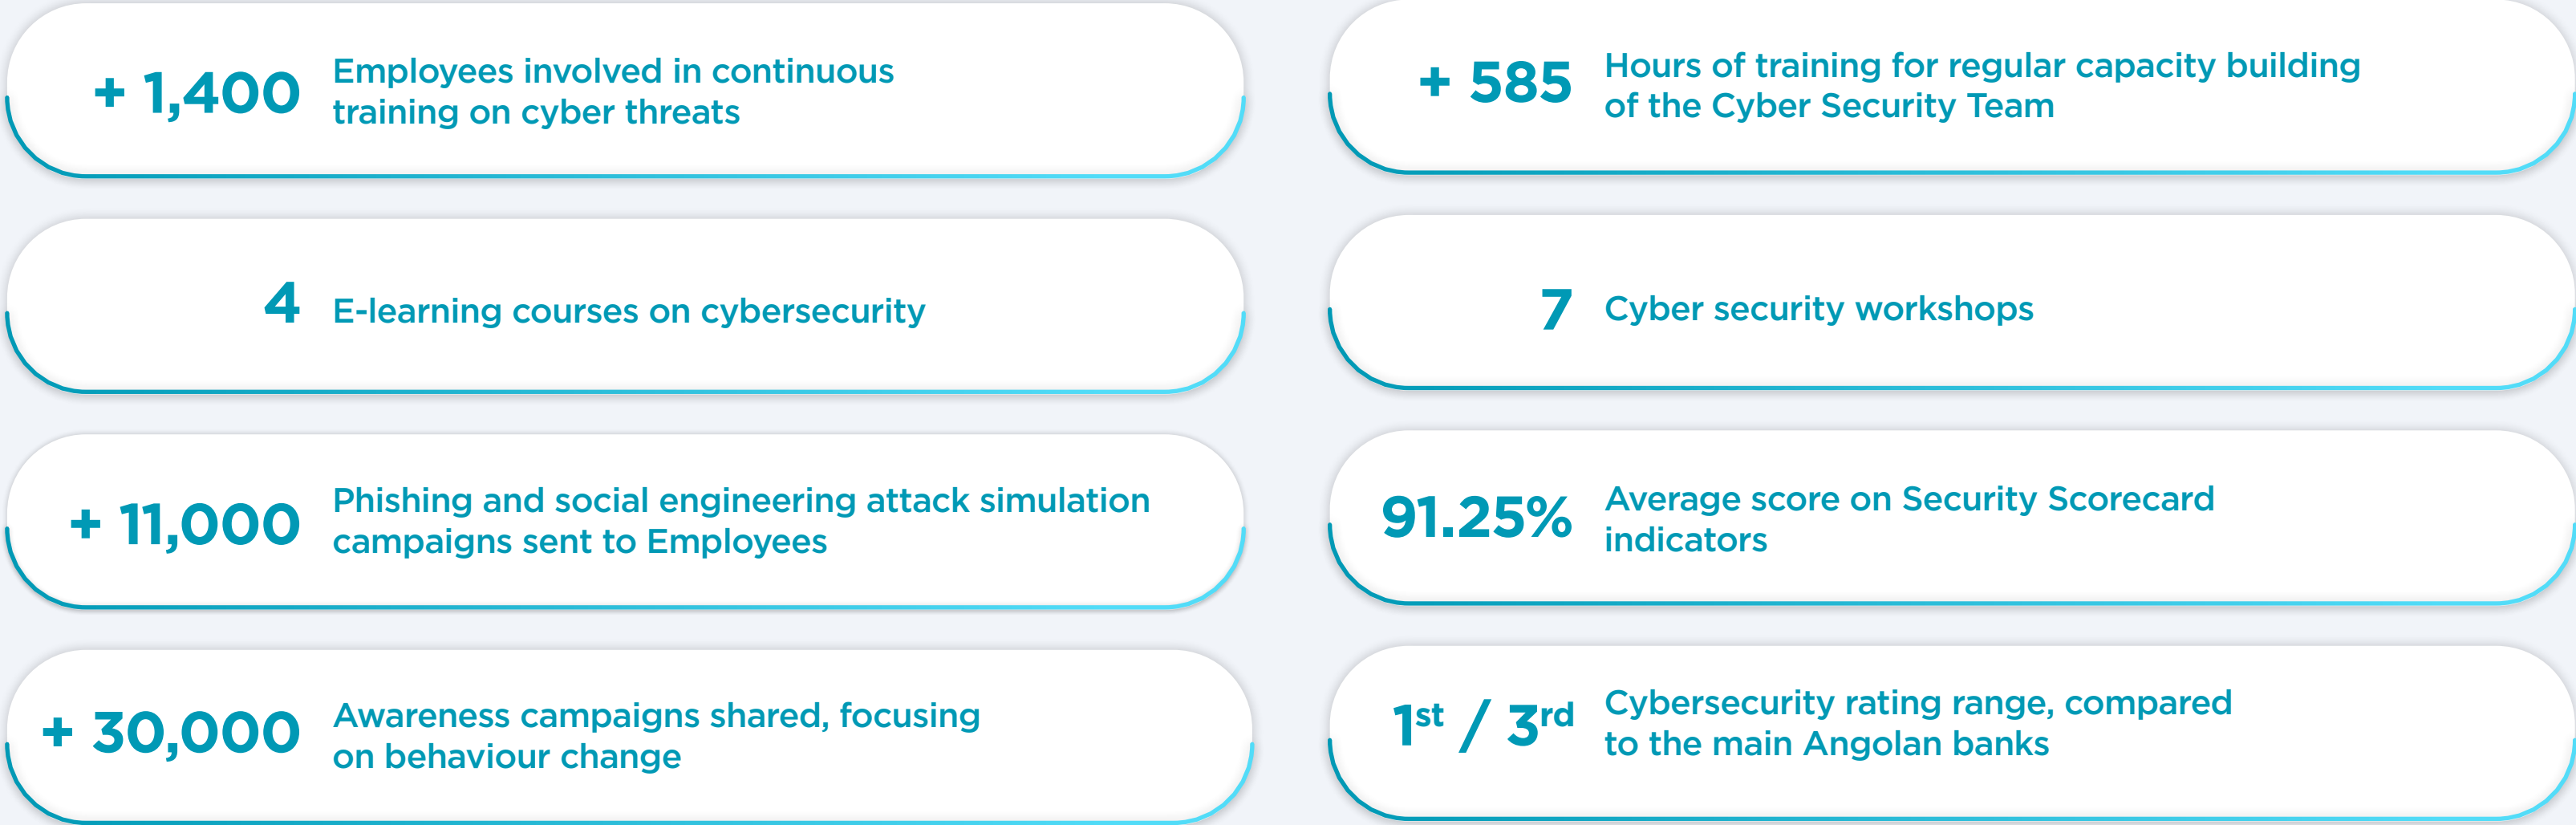 + 1,400
Employees involved in continuous
training on cyber threats
+ 585
Hours of training for regular capacity building
of the Cyber Security Team
4
E-learning courses on cybersecurity
7
Cyber security workshops
+ 11,000
Phishing and social engineering attack simulation
campaigns sent to Employees
91.25%
Average score on Security Scorecard
indicators
+ 30,000
Awareness campaigns shared, focusing
on behaviour change
1st / 3rd
Cybersecurity rating range, compared
to the main Angolan banks